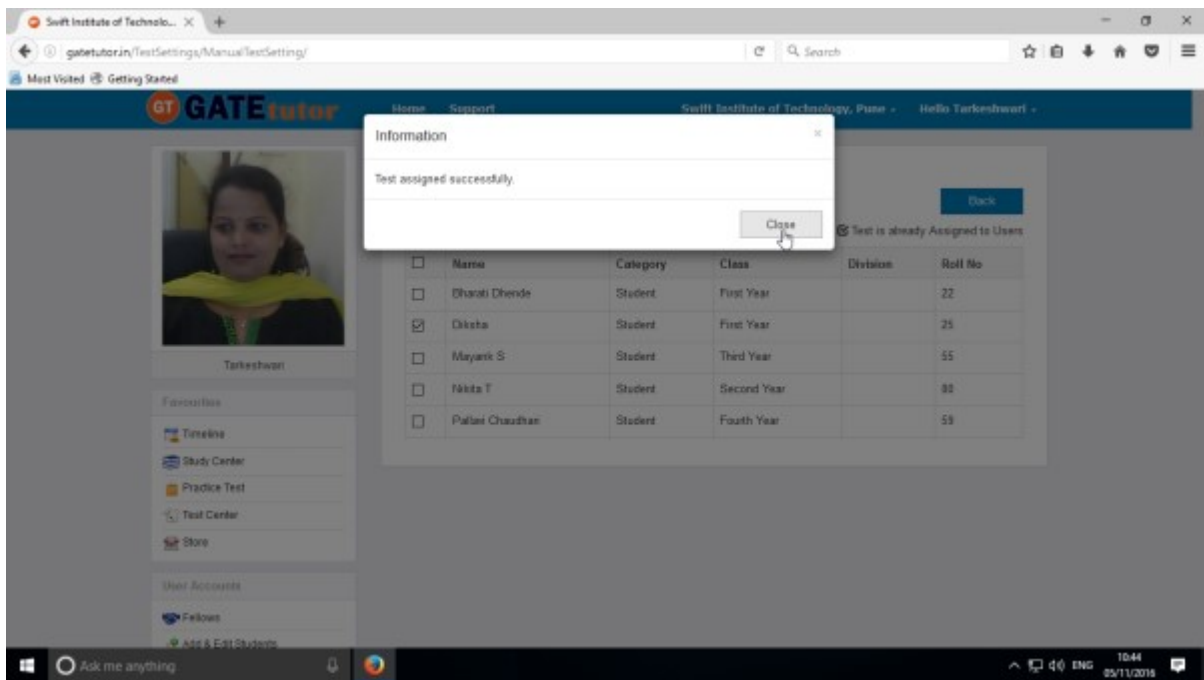 Swift Institute of Technolo...
gatetutor.in/TestSettings/ManualTestSetting/
Search
Most Visited Getting Started
GT GATEtutor Home Support Swift Institute of Technology, Pune Hello Tarkeshwari
Information
Test assigned successfully.
Close
Back
Test is already Assigned to Users
Name Category Class Division Roll No
Bharati Dhende Student First Year 22
Diksha Student First Year 25
Mayank S Student Third Year 55
Nikita T Student Second Year 80
Pallavi Chaudhari Student Fourth Year 59
Tarkeshwari
Favourites
Timeline
Study Center
Practice Test
Test Center
Store
User Accounts
Fellows
Add & Edit Students
Ask me anything
ENG
10:44
05/11/2016